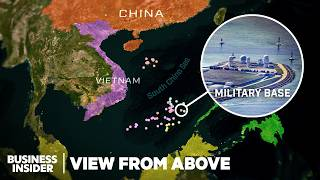 CHINA
VIETNAM
South China Sea
MILITARY BASE
BUSINESS
INSIDER
VIEW FROM ABOVE